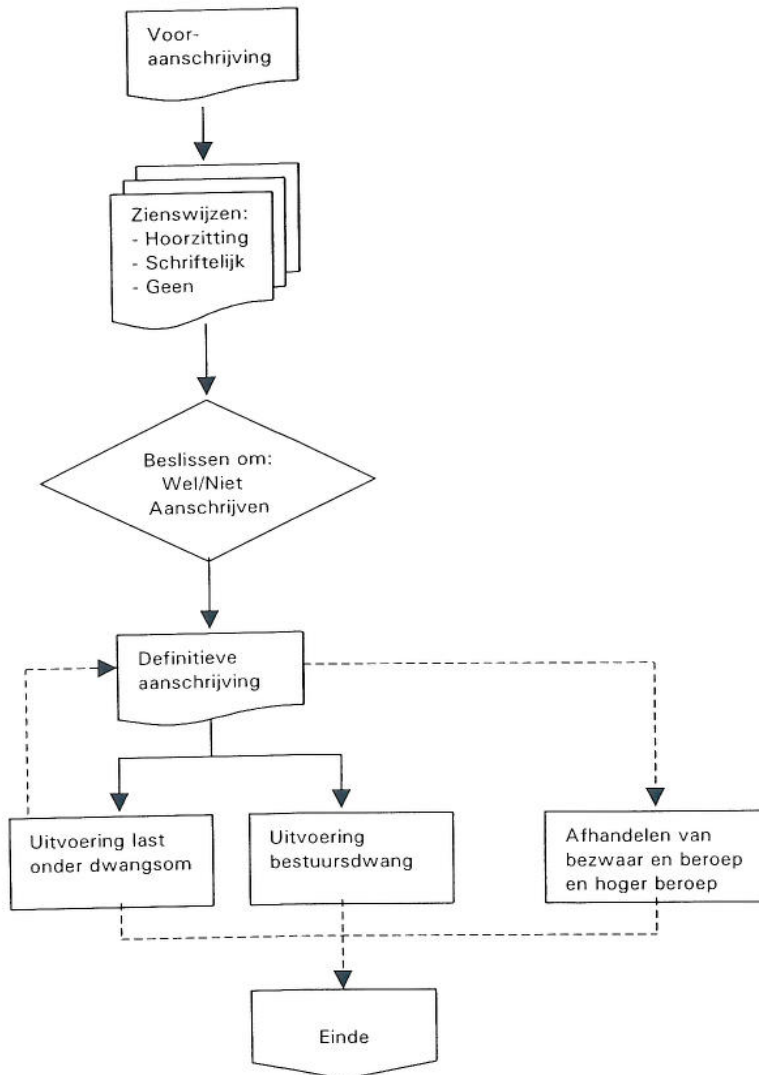 Voor-
aanschrijving
Zienswijzen:
- Hoorzitting
- Schriftelijk
- Geen
Beslissen om:
Wel/Niet
Aanschrijven
Definitieve
aanschrijving
Uitvoering last
onder dwangsom
Uitvoering
bestuursdwang
Afhandelen van
bezwaar en beroep
en hoger beroep
Einde